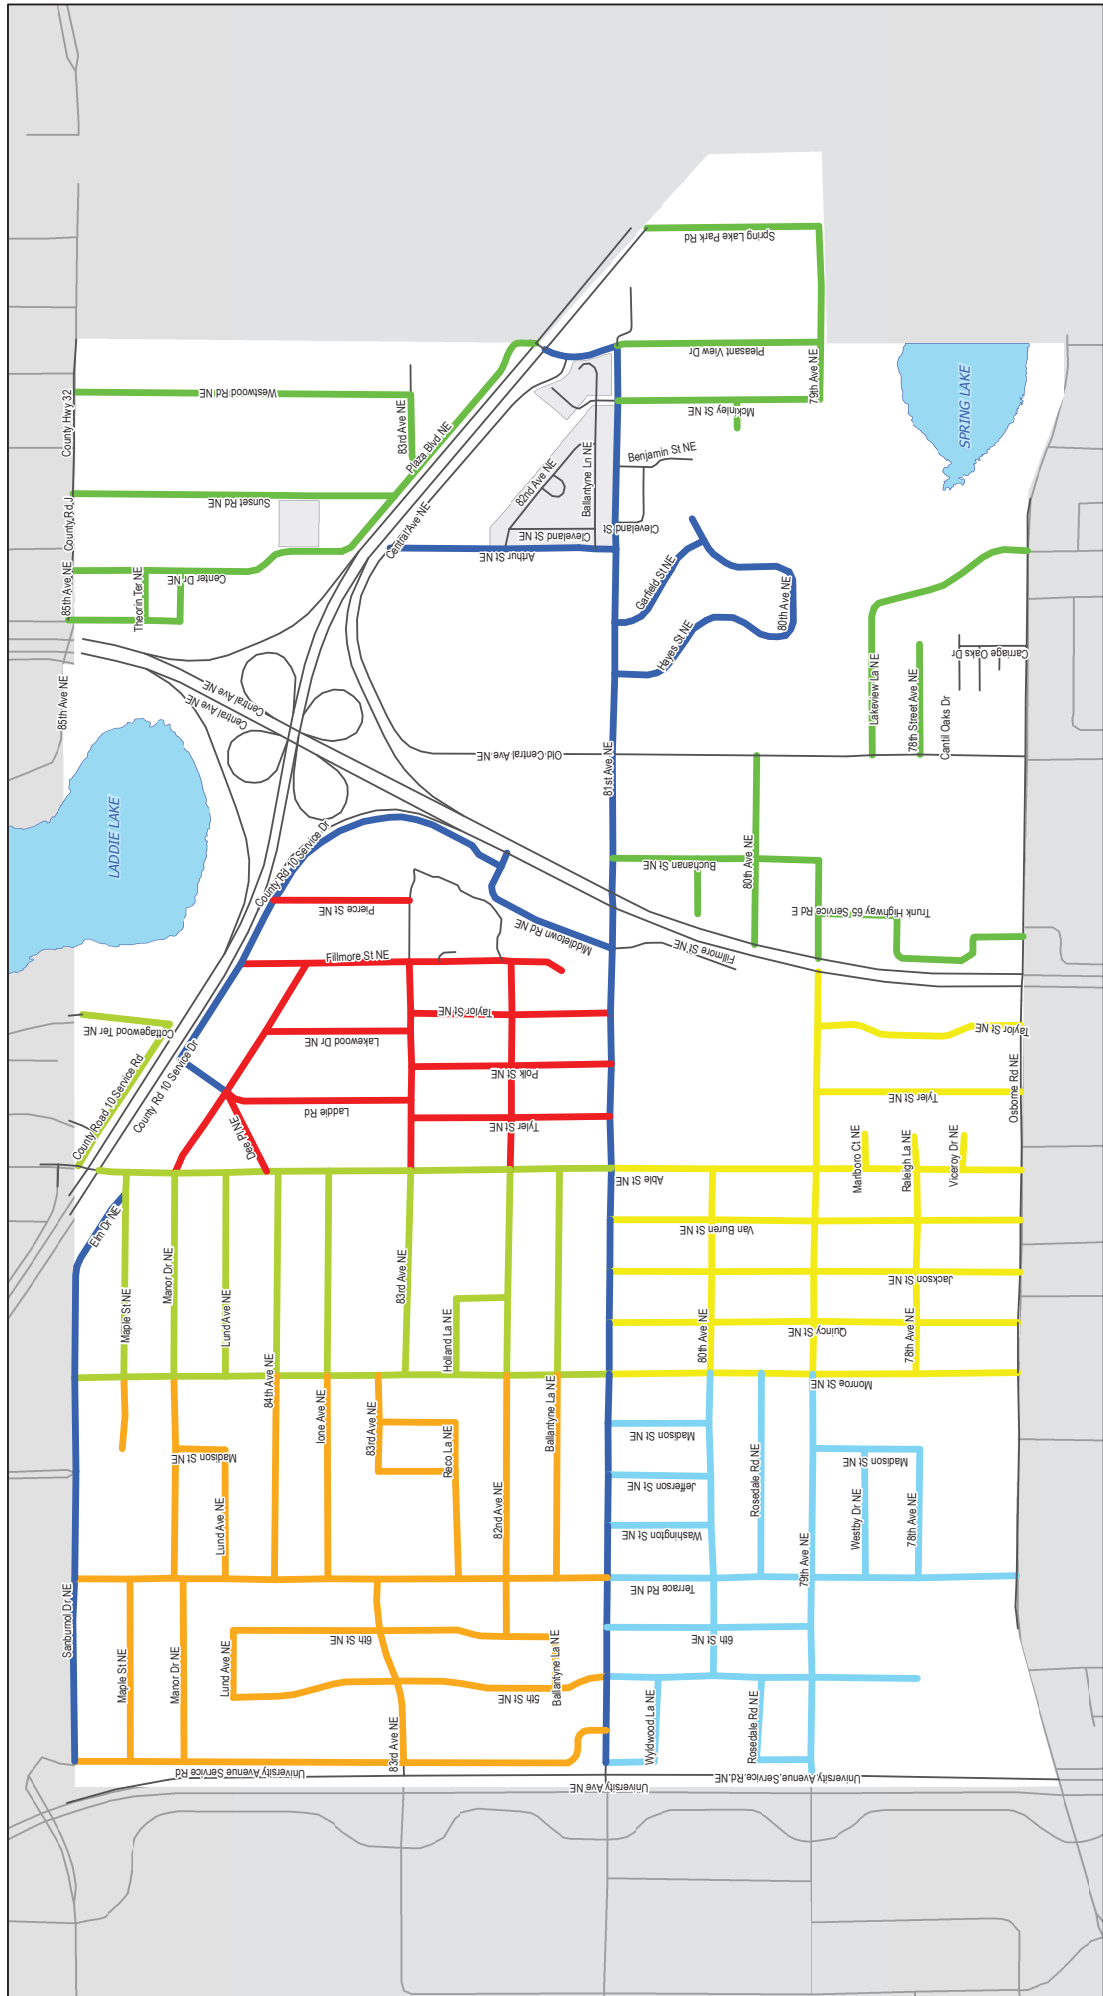 Spring Lake Park Rd
Pleasant View Dr
79th Ave NE
Mckinley St NE
SPRING LAKE
County Hwy 32
Westwood Rd NE
83rd Ave NE
Plaza Blvd NE
82nd Ave NE
Ballantyne Ln NE
Benjamin St NE
County Rd J
Sunset Rd NE
Central Ave NE
Cleveland St NE
Cleveland St
Arthur St NE
85th Ave NE
Theorin Ter NE
Center Dr NE
Garfield St NE
Hayes St NE
80th Ave NE
Lakeview La NE
78th Street Ave NE
Carriage Oaks Dr
Cantil Oaks Dr
85th Ave NE
Central Ave NE
Central Ave NE
Old Central Ave NE
81st Ave NE
LADDIE LAKE
County Rd 10 Service Dr
Buchanan St NE
80th Ave NE
Trunk Highway 65 Service Rd E
Pierce St NE
Middletown Rd NE
Fillmore St NE
Fillmore St NE
Cottagewood Ter NE
County Road 10 Service Rd
County Rd 10 Service Dr
Taylor St NE
Lakewood Dr NE
Polk St NE
Laddie Rd
Dee Pl NE
Tyler St NE
Taylor St NE
Osborne Rd NE
Tyler St NE
Marlboro Ct NE
Raleigh La NE
Viceroy Dr NE
Able St NE
Elm Dr NE
Maple St NE
Manor Dr NE
Lund Ave NE
83rd Ave NE
Holland La NE
Van Buren St NE
Jackson St NE
Quincy St NE
80th Ave NE
78th Ave NE
Monroe St NE
84th Ave NE
Ione Ave NE
83rd Ave NE
Reco La NE
Ballantyne La NE
Madison St NE
Lund Ave NE
82nd Ave NE
Madison St NE
Jefferson St NE
Washington St NE
Rosedale Rd NE
Madison St NE
Westby Dr NE
78th Ave NE
79th Ave NE
Terrace Rd NE
Sanburnol Dr NE
Maple St NE
Manor Dr NE
Lund Ave NE
6th St NE
5th St NE
Ballantyne La NE
6th St NE
83rd Ave NE
Wyldwood La NE
Rosedale Rd NE
University Avenue Service Rd
University Ave NE
University Avenue Service Rd NE